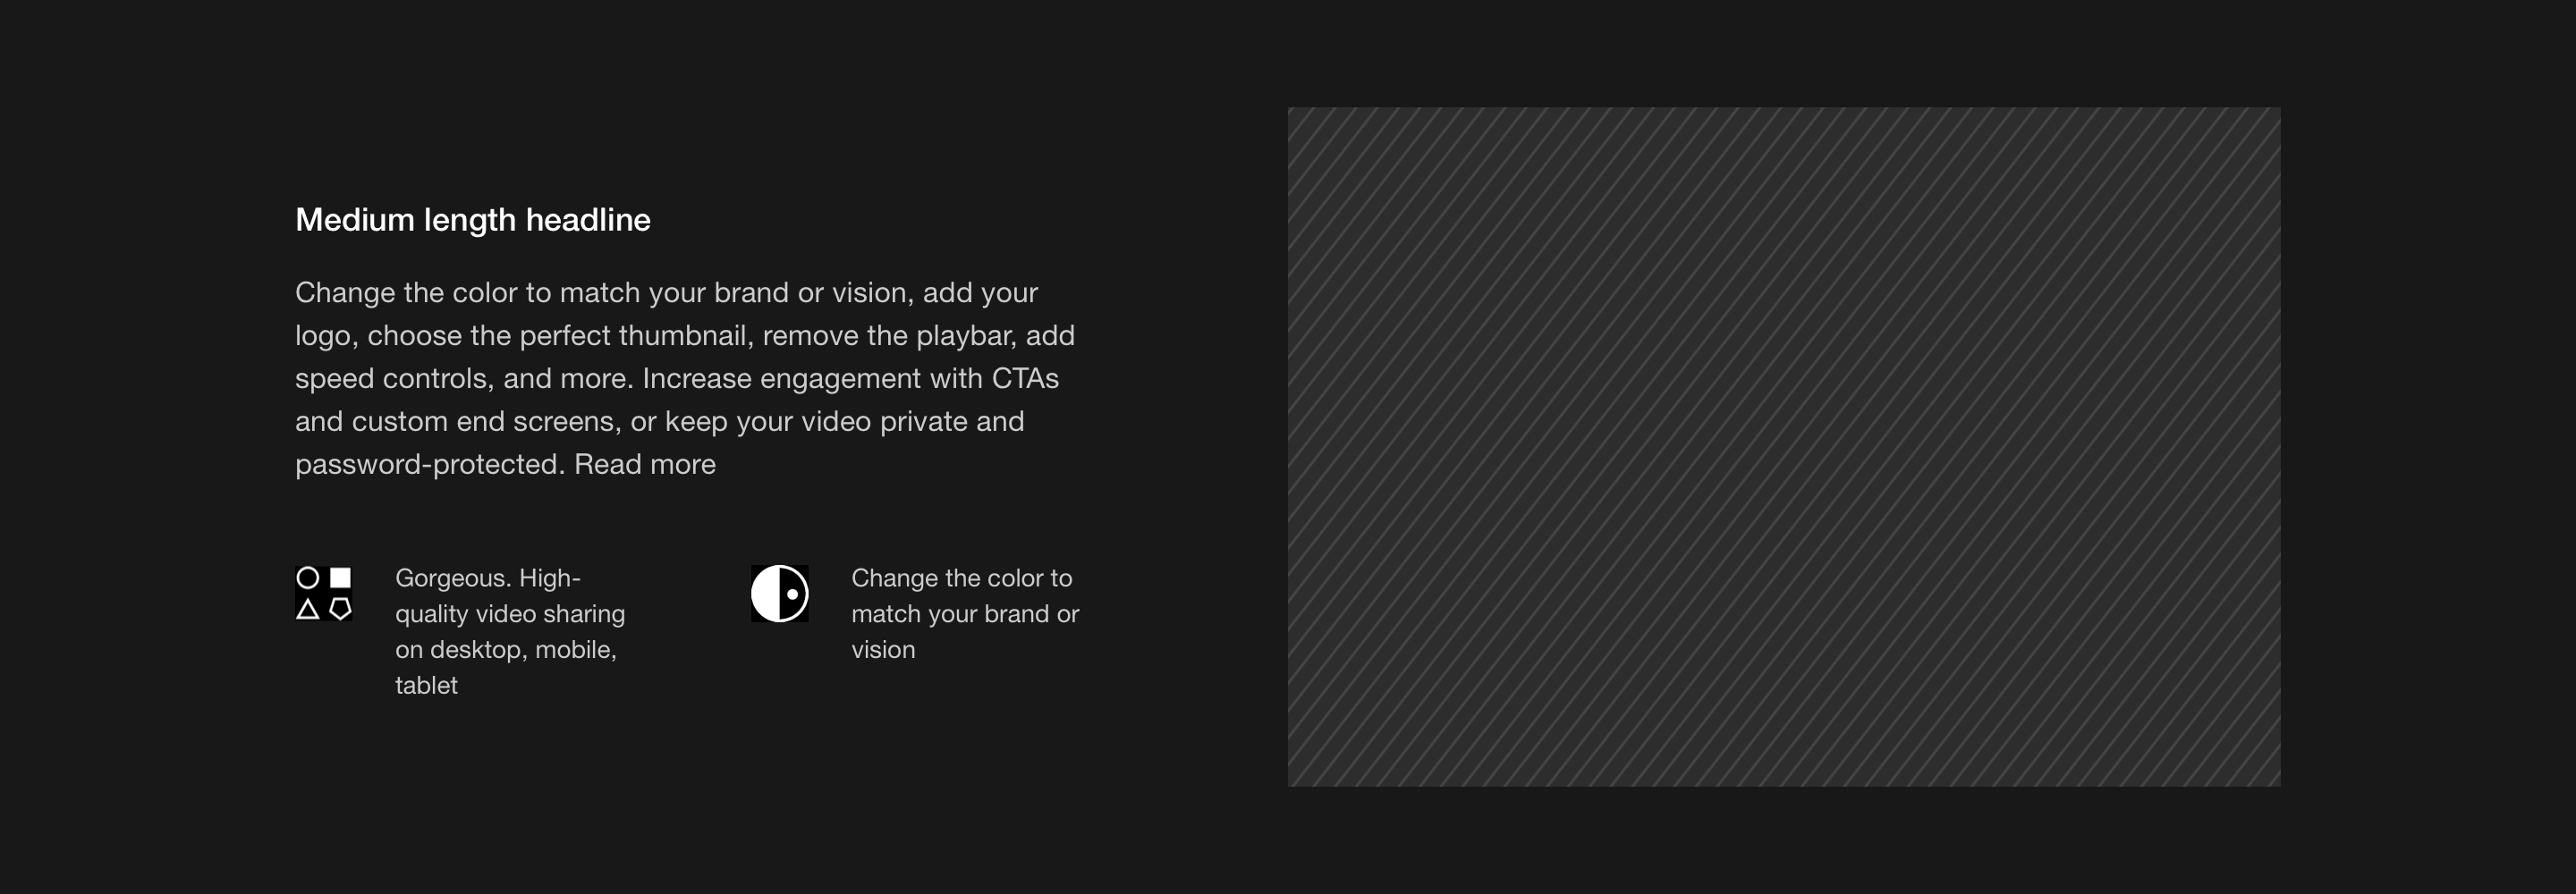 Medium length headline
Change the color to match your brand or vision, add your
logo, choose the perfect thumbnail, remove the playbar, add
speed controls, and more. Increase engagement with CTAs
and custom end screens, or keep your video private and
password-protected. Read more
Gorgeous. High-
quality video sharing
on desktop, mobile,
tablet
Change the color to
match your brand or
vision